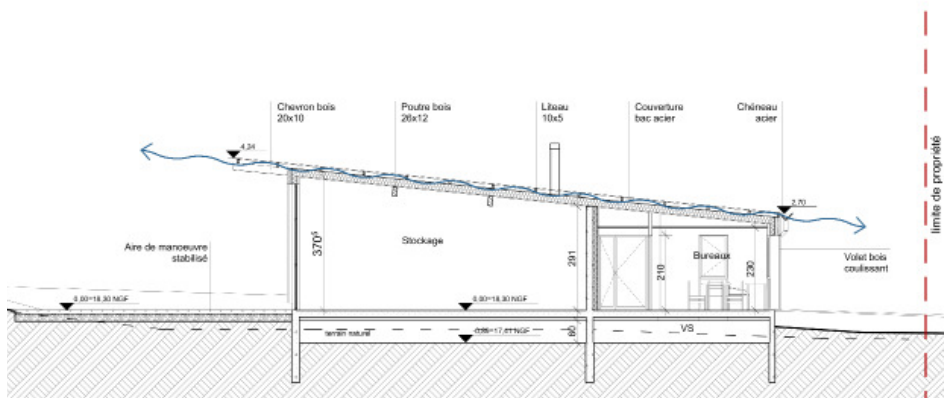 Chevron bois
20x10
Poutre bois
26x12
Liteau
10x5
Couverture
bac acier
Chéneau
acier
4,24
2,70
limite de propriété
Aire de manoeuvre
stabilisé
370⁵
Stockage
291
210
Bureaux
230
Volet bois
coulissant
0,00=18,30 NGF
0,00=18,30 NGF
terrain naturel
60
VS